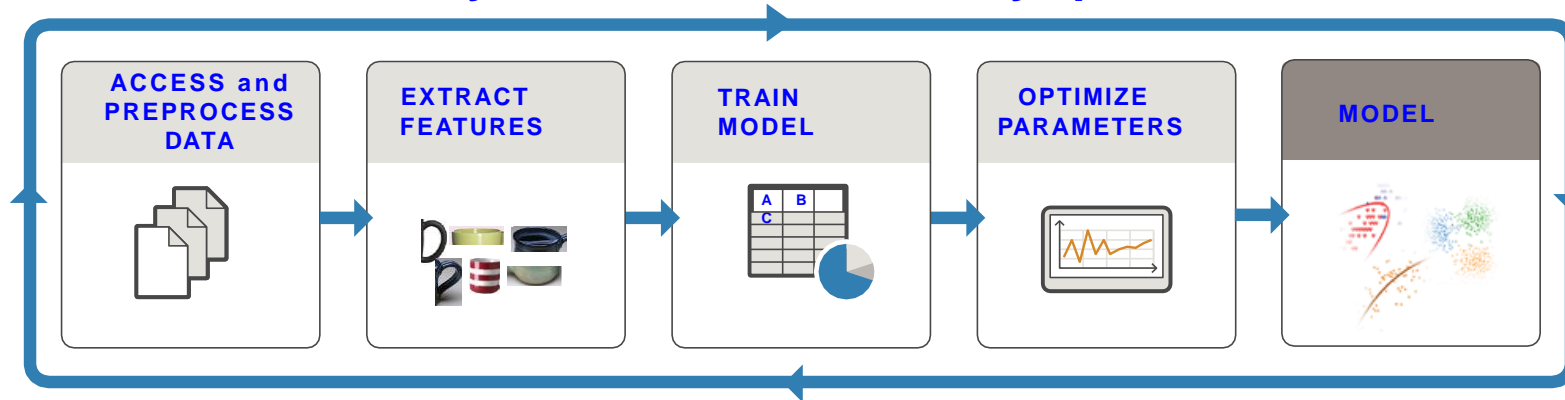 ACCESS and
PREPROCESS
DATA
EXTRACT
FEATURES
TRAIN
MODEL
OPTIMIZE
PARAMETERS
MODEL
A B
C